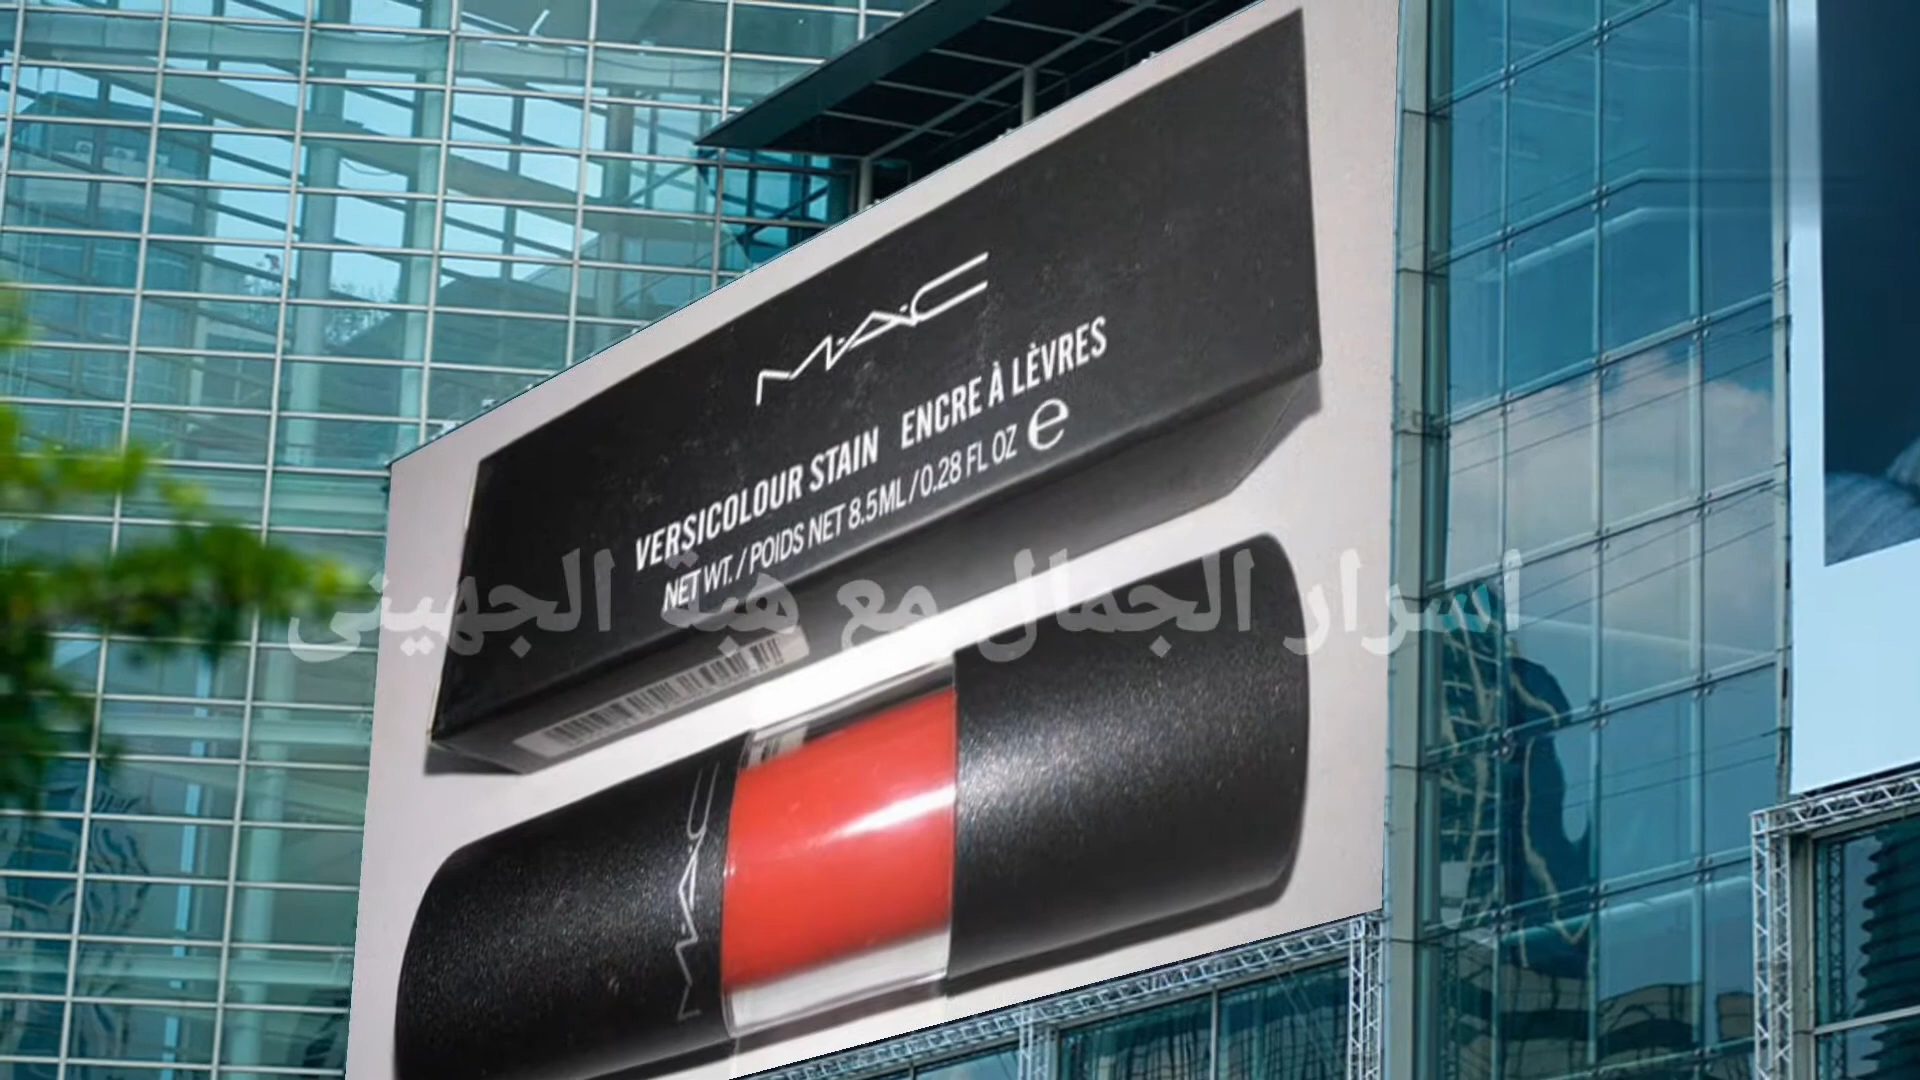 MAC
VERSICOLOUR STAIN ENCRE À LÈVRES
NET WT. / POIDS NET 8.5ML/0.28 FL OZ e
اسرار الجمال مع هبة الجهينى
MAC